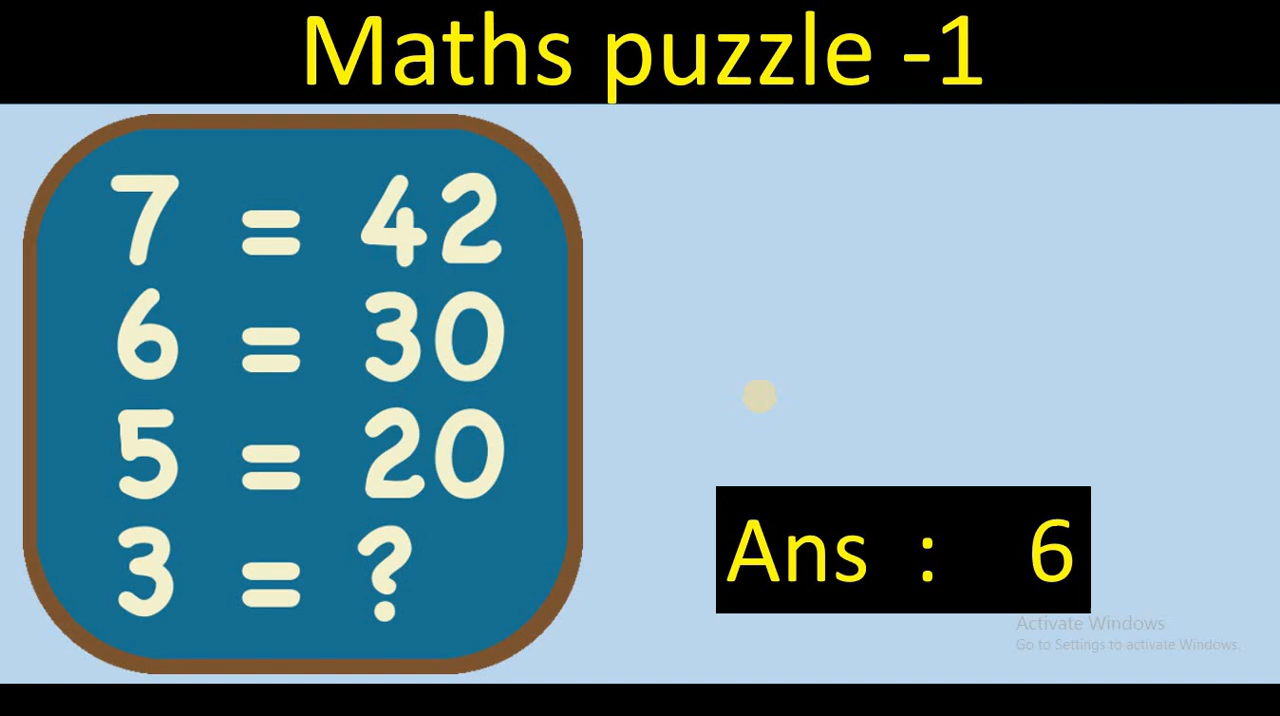 Maths puzzle -1
7 = 42
6 = 30
5 = 20
3 = ?
Ans : 6
Activate Windows
Go to Settings to activate Windows.